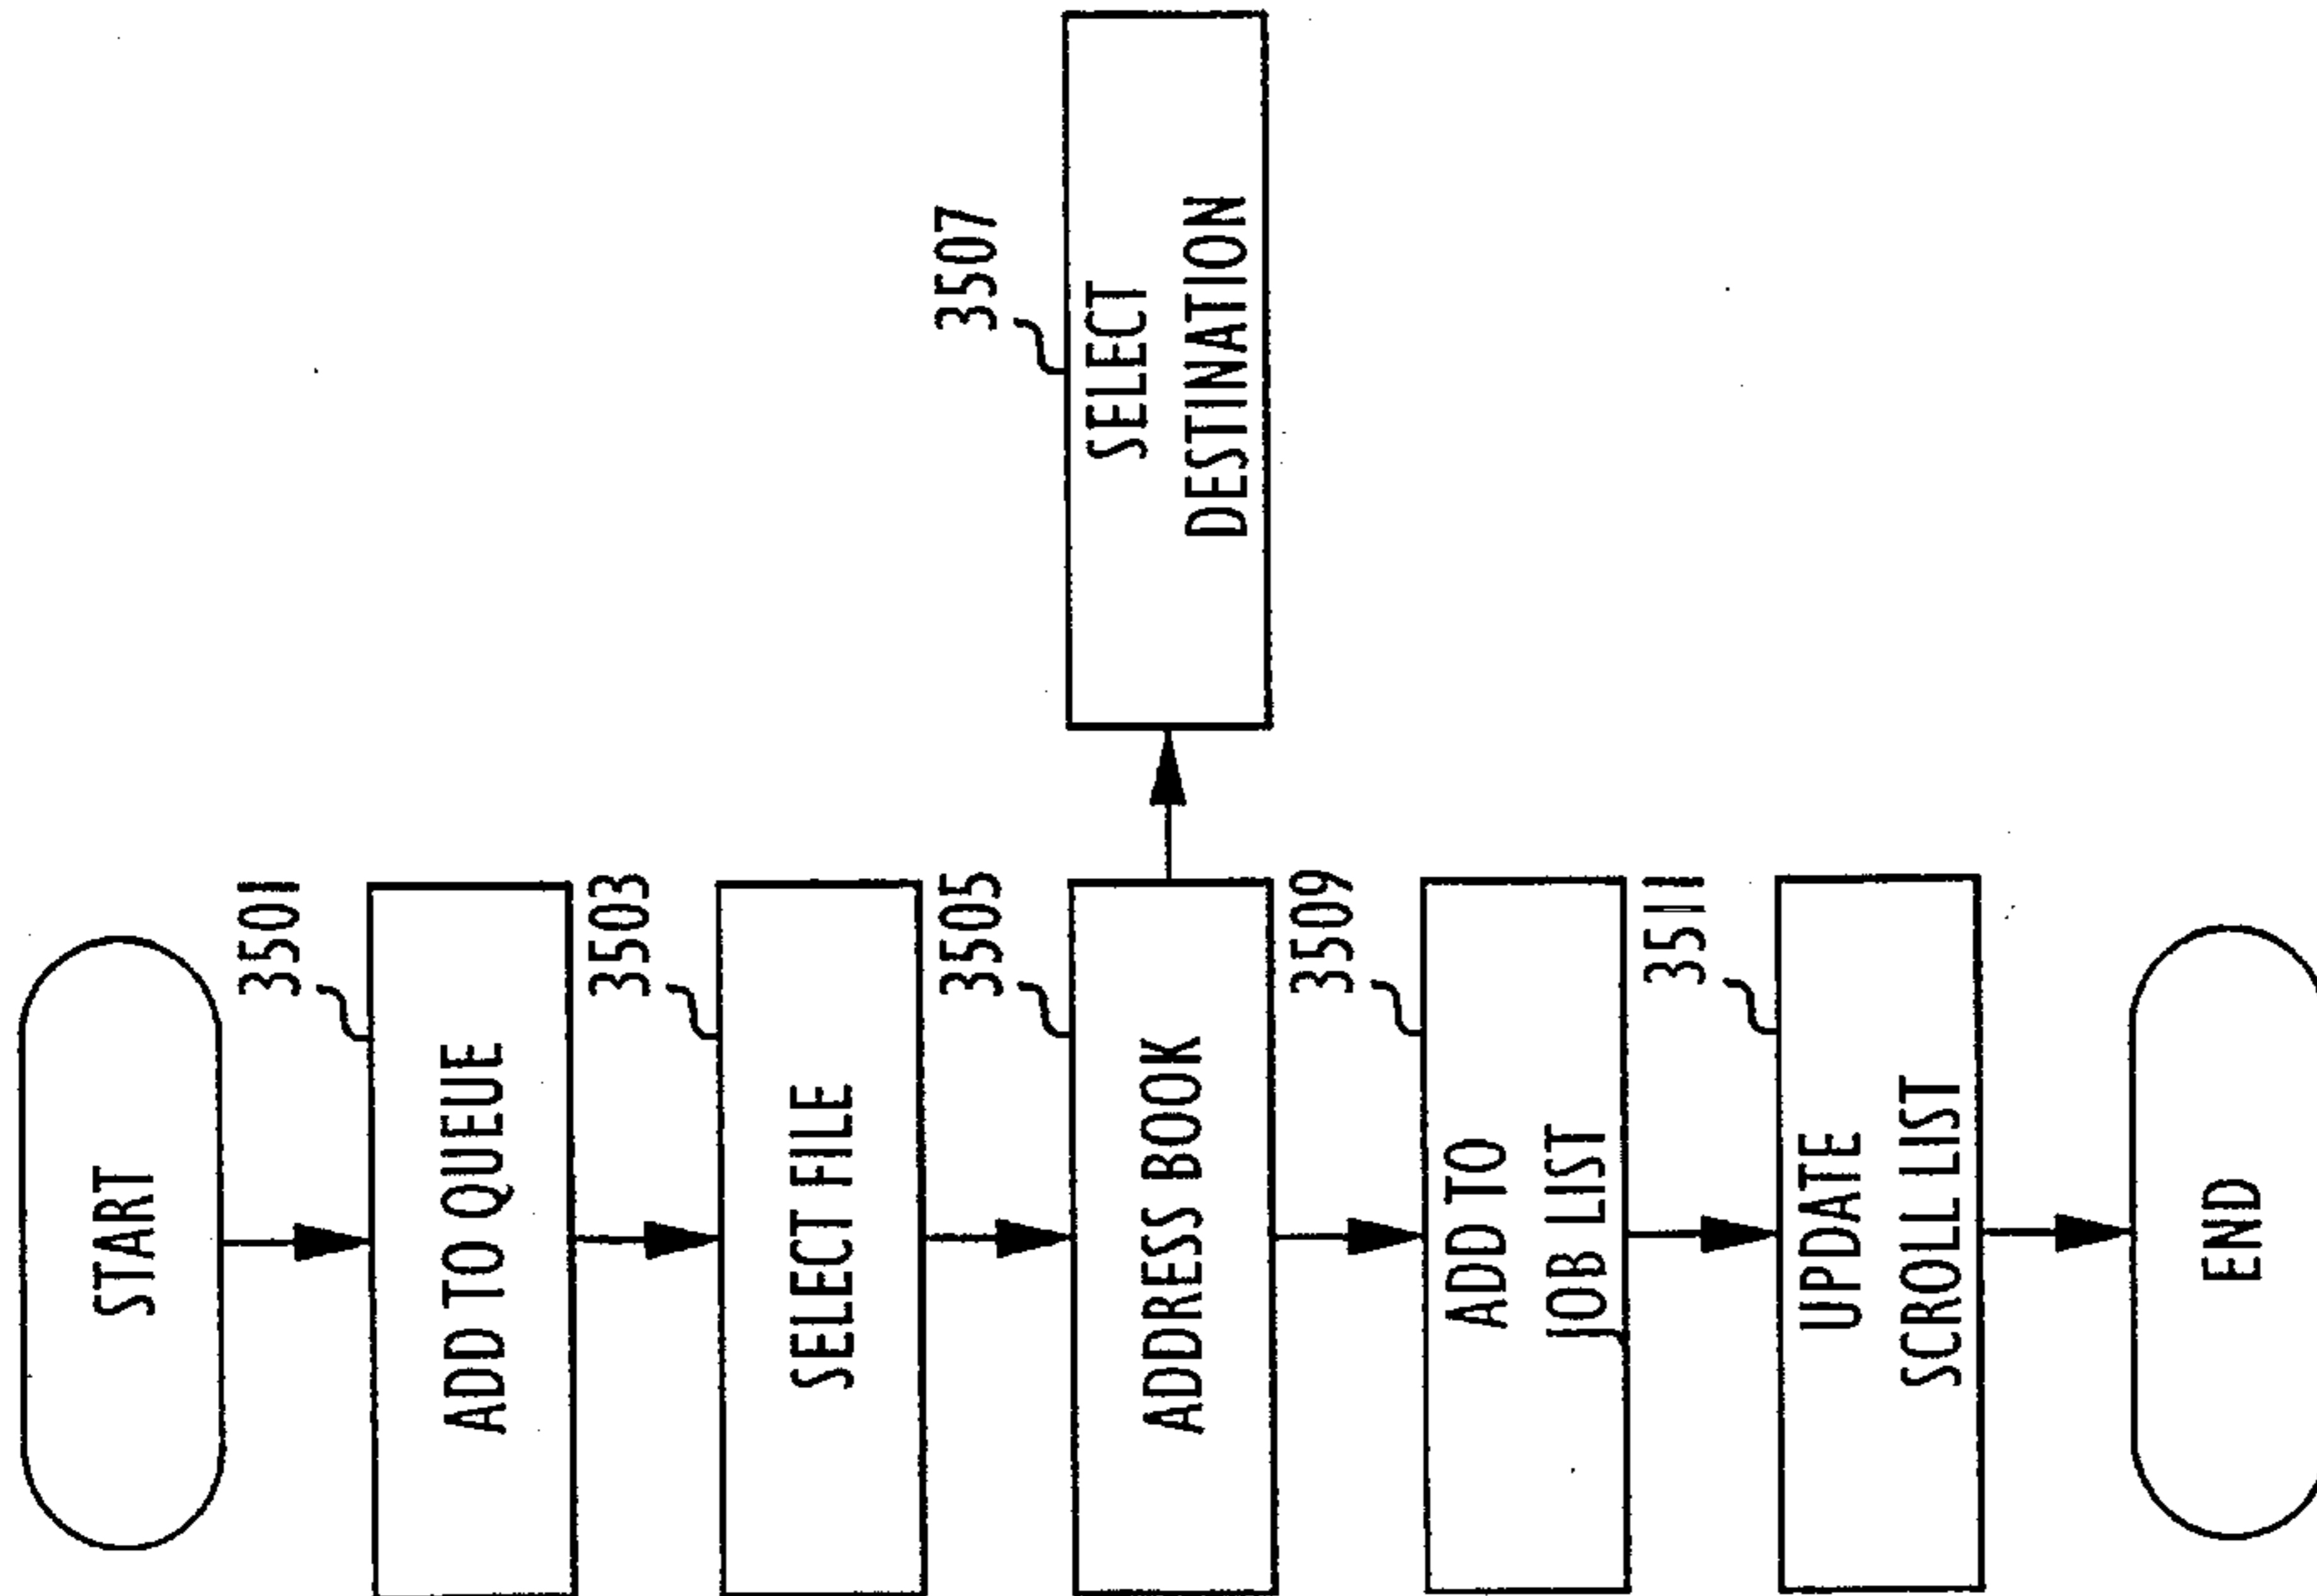 START
3501
ADD TO QUEUE
3503
SELECT FILE
3505
ADDRESS BOOK
3507
SELECT
DESTINATION
3509
ADD TO
JOB LIST
3511
UPDATE
SCROLL LIST
END